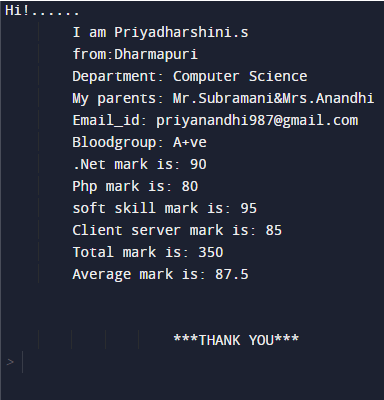 Hi!......
I am Priyadharshini.s
from:Dharmapuri
Department: Computer Science
My parents: Mr.Subramani&Mrs.Anandhi
Email_id: priyanandhi987@gmail.com
Bloodgroup: A+ve
.Net mark is: 90
Php mark is: 80
soft skill mark is: 95
Client server mark is: 85
Total mark is: 350
Average mark is: 87.5
***THANK YOU***
>